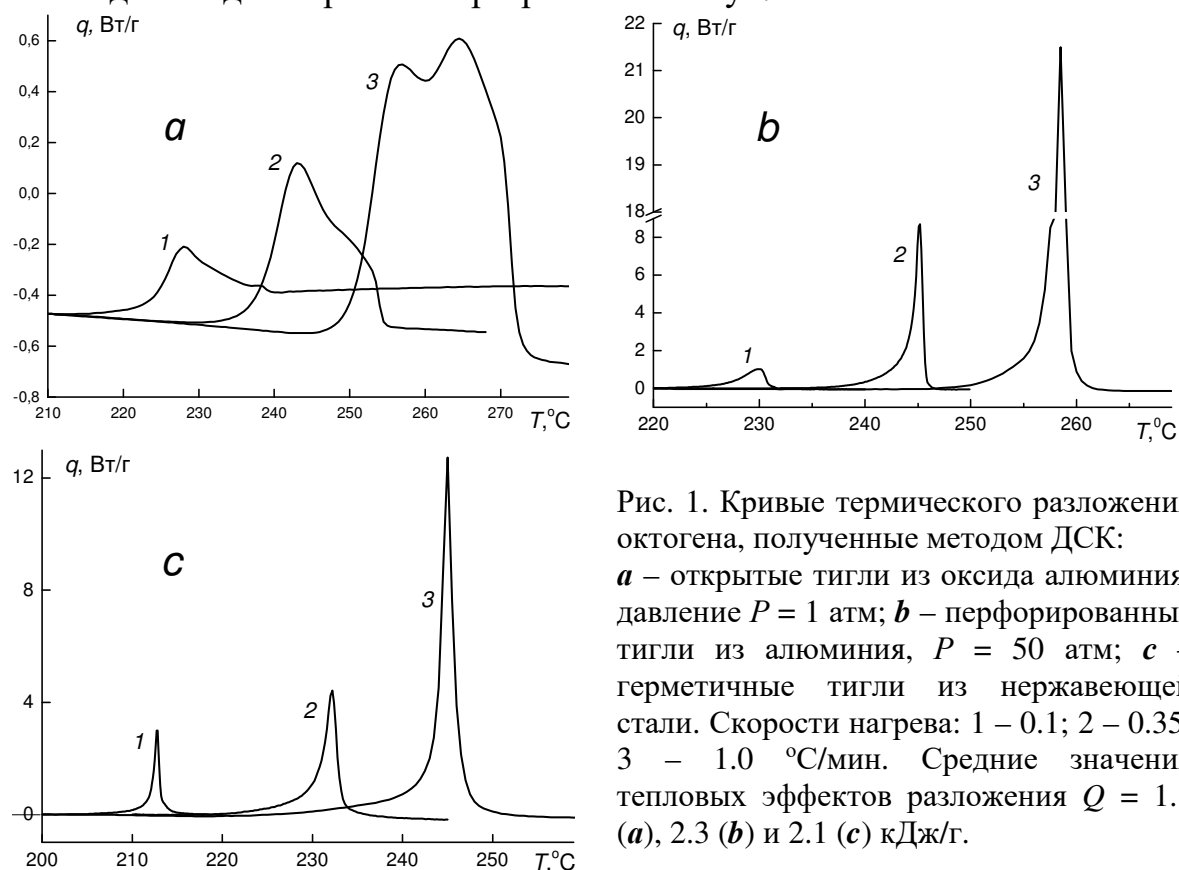 q, Вт/г
0,6
0,4
0,2
0,0
-0,2
-0,4
-0,6
-0,8
a
1
2
3
210 220 230 240 250 260 270
T,°C
q, Вт/г
22
21
20
19
18
8
6
4
2
0
b
1
2
3
220 230 240 250 260
T,°C
q, Вт/г
12
8
4
0
c
1
2
3
200 210 220 230 240 250
T,°C
Рис. 1. Кривые термического разложения
октогена, полученные методом ДСК:
a – открытые тигли из оксида алюминия
давление P = 1 атм; b – перфорированны
тигли из алюминия, P = 50 атм; c –
герметичные тигли из нержавеющей
стали. Скорости нагрева: 1 – 0.1; 2 – 0.35
3 – 1.0 °С/мин. Средние значения
тепловых эффектов разложения Q = 1.
(a), 2.3 (b) и 2.1 (c) кДж/г.